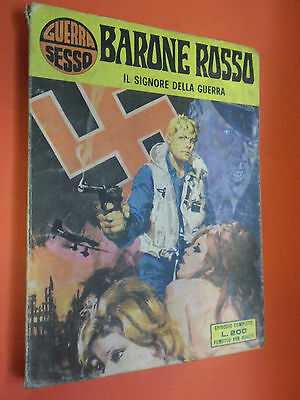 GUERRA
SESSO
BARONE ROSSO
IL SIGNORE DELLA GUERRA
EPISODIO COMPLETO
L. 200
FUMETTO PER ADULTI